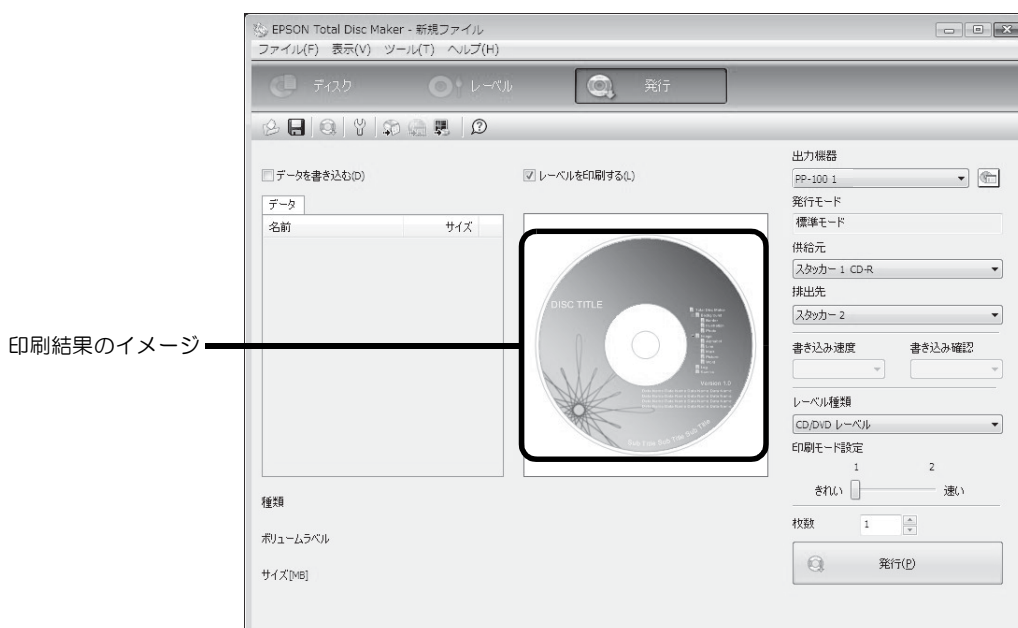 EPSON Total Disc Maker - 新規ファイル
ファイル(F) 表示(V) ツール(T) ヘルプ(H)
ディスク レーベル 発行
データを書き込む(D)
レーベルを印刷する(L)
データ
名前 サイズ
DISC TITLE
Version 1.0
Sub Title Sub Title Sub Title
印刷結果のイメージ
種類
ボリュームラベル
サイズ[MB]
出力機器
PP-100 1
発行モード
標準モード
供給元
スタッカー 1 CD-R
排出先
スタッカー 2
書き込み速度 書き込み確認
レーベル種類
CD/DVD レーベル
印刷モード設定
1 2
きれい 速い
枚数 1
発行(P)